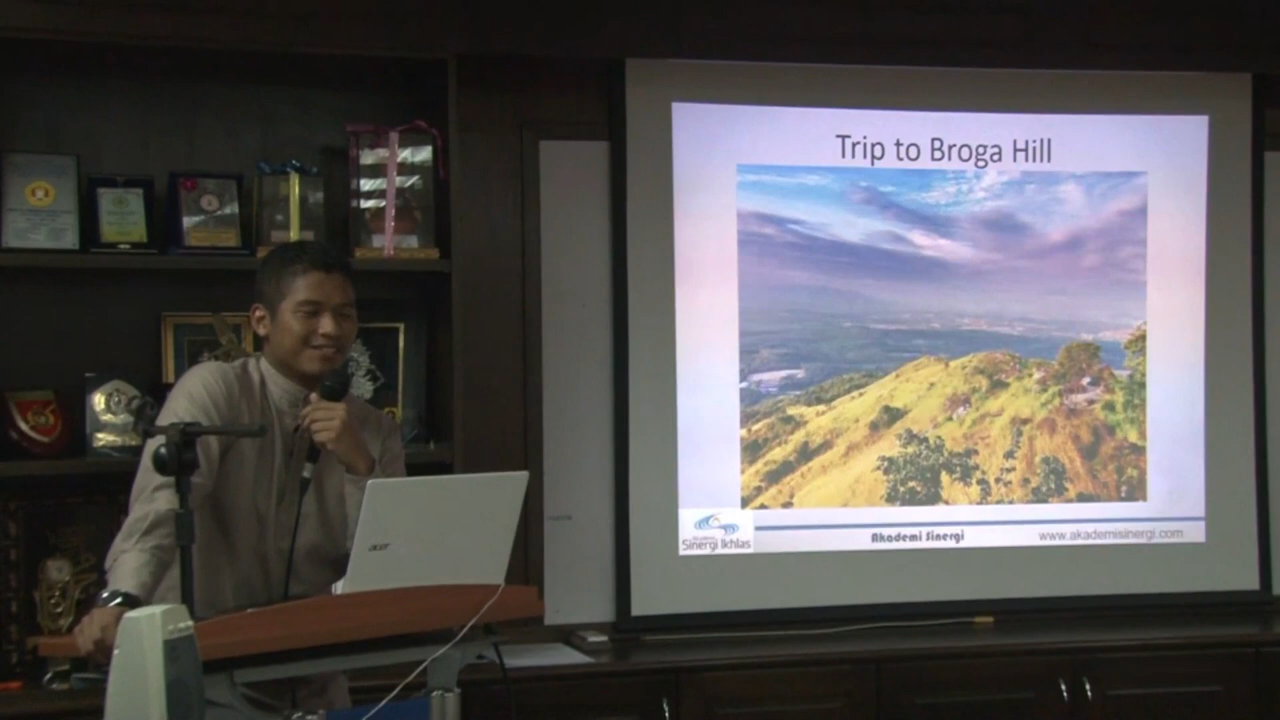 Trip to Broga Hill
Sinergi Ikhlas
Akademi Sinergi
www.akademisinergi.com
acer